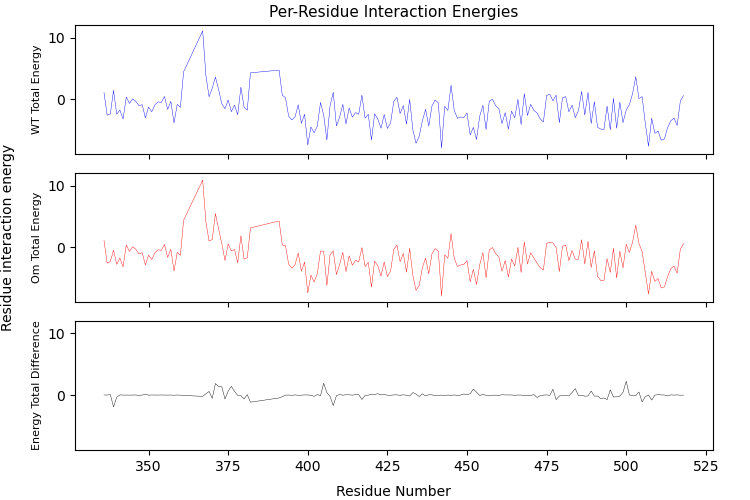 Per-Residue Interaction Energies
Residue interaction energy
WT Total Energy
10
0
Om Total Energy
10
0
Energy Total Difference
10
0
350 375 400 425 450 475 500 525
Residue Number